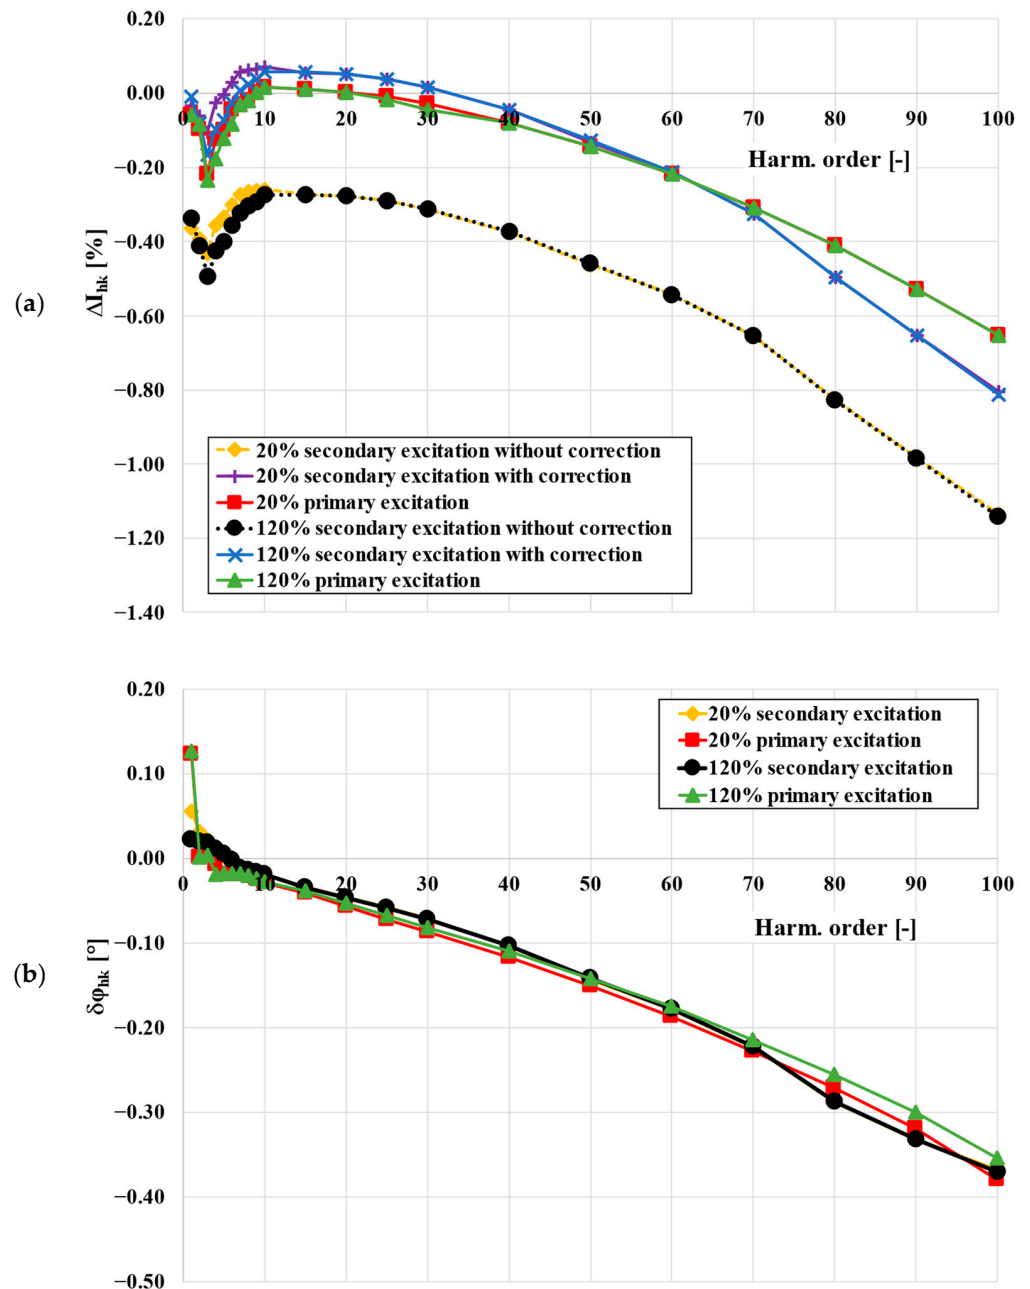 (a)
ΔI_hk [%]
0.20
0.00
−0.20
−0.40
−0.60
−0.80
−1.00
−1.20
−1.40
0 10 20 30 40 50 60 70 80 90 100
Harm. order [-]
20% secondary excitation without correction
20% secondary excitation with correction
20% primary excitation
120% secondary excitation without correction
120% secondary excitation with correction
120% primary excitation
(b)
δφ_hk [°]
0.20
0.10
0.00
−0.10
−0.20
−0.30
−0.40
−0.50
0 10 20 30 40 50 60 70 80 90 100
Harm. order [-]
20% secondary excitation
20% primary excitation
120% secondary excitation
120% primary excitation